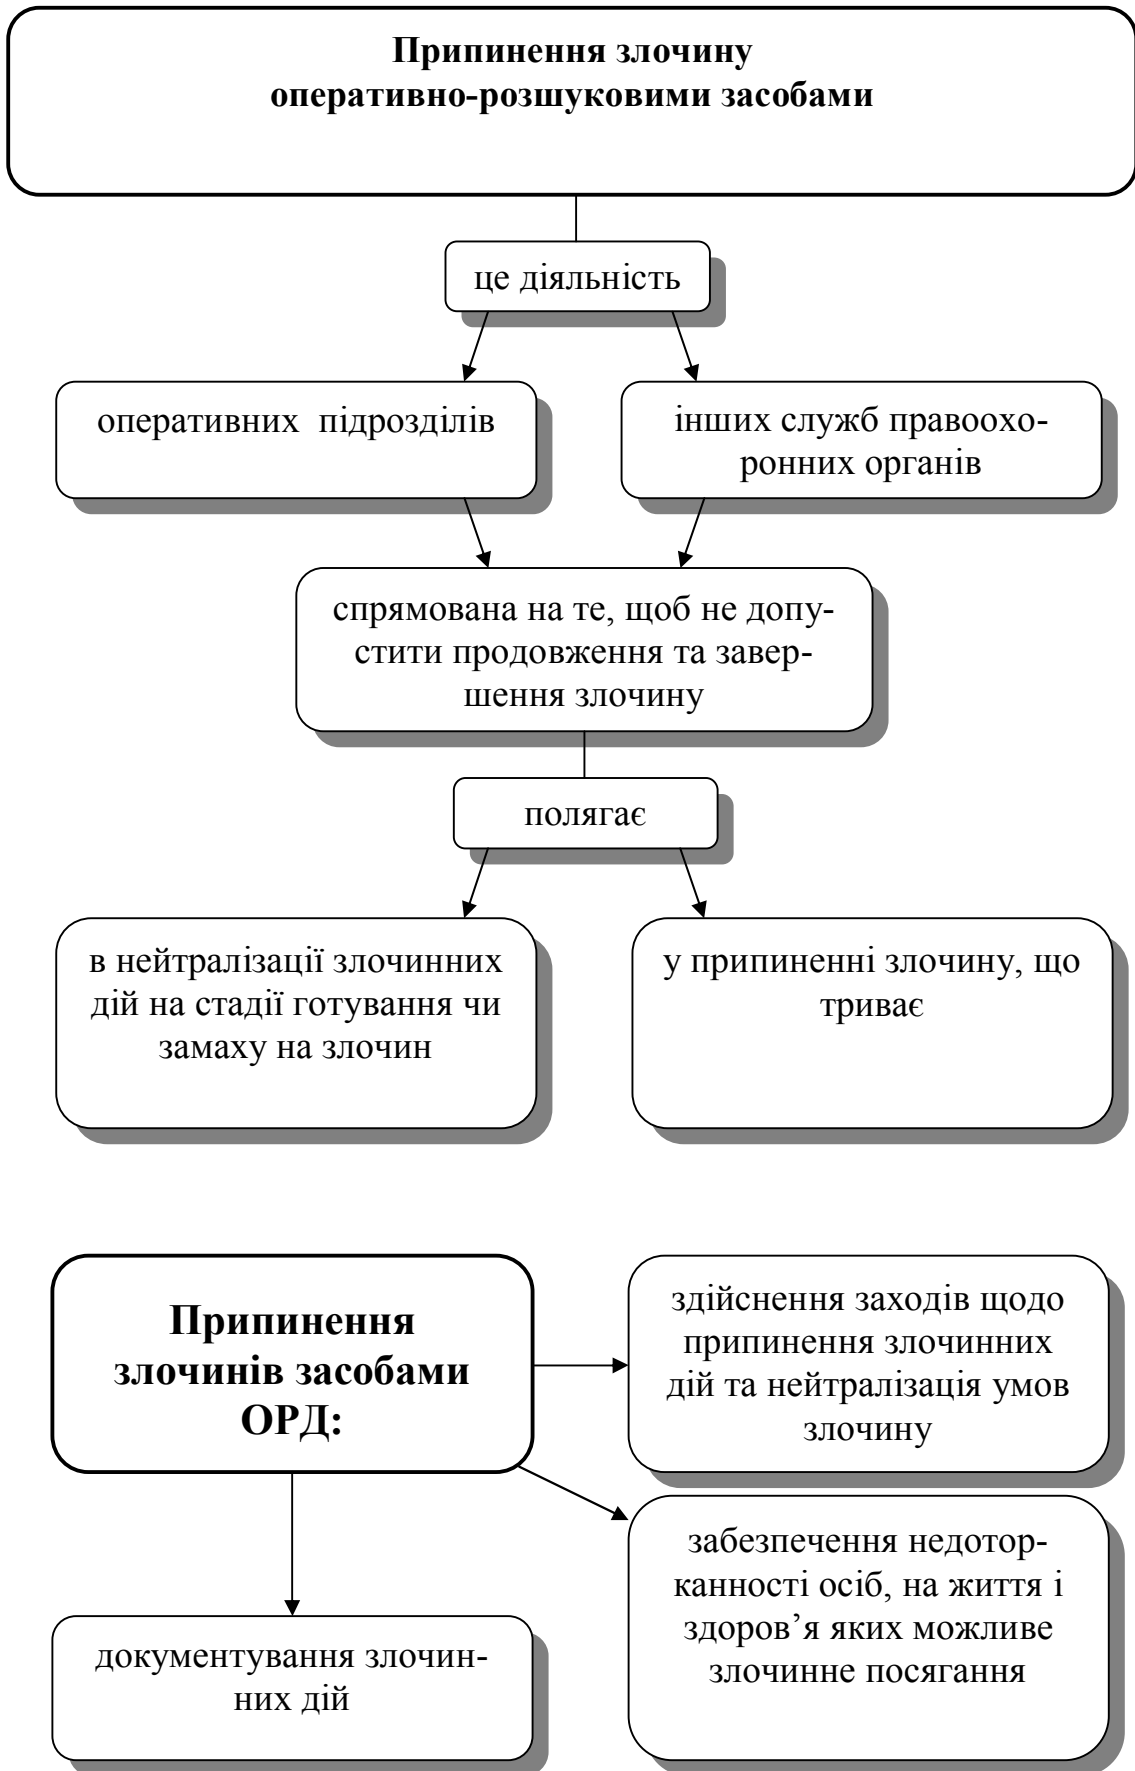 Припинення злочину
оперативно-розшуковими засобами
це діяльність
оперативних підрозділів
інших служб правоохо-
ронних органів
спрямована на те, щоб не допу-
стити продовження та завер-
шення злочину
полягає
в нейтралізації злочинних
дій на стадії готування чи
замаху на злочин
у припиненні злочину, що
триває
Припинення
злочинів засобами
ОРД:
здійснення заходів щодо
припинення злочинних
дій та нейтралізація умов
злочину
забезпечення недотор-
канності осіб, на життя і
здоров’я яких можливе
злочинне посягання
документування злочин-
них дій